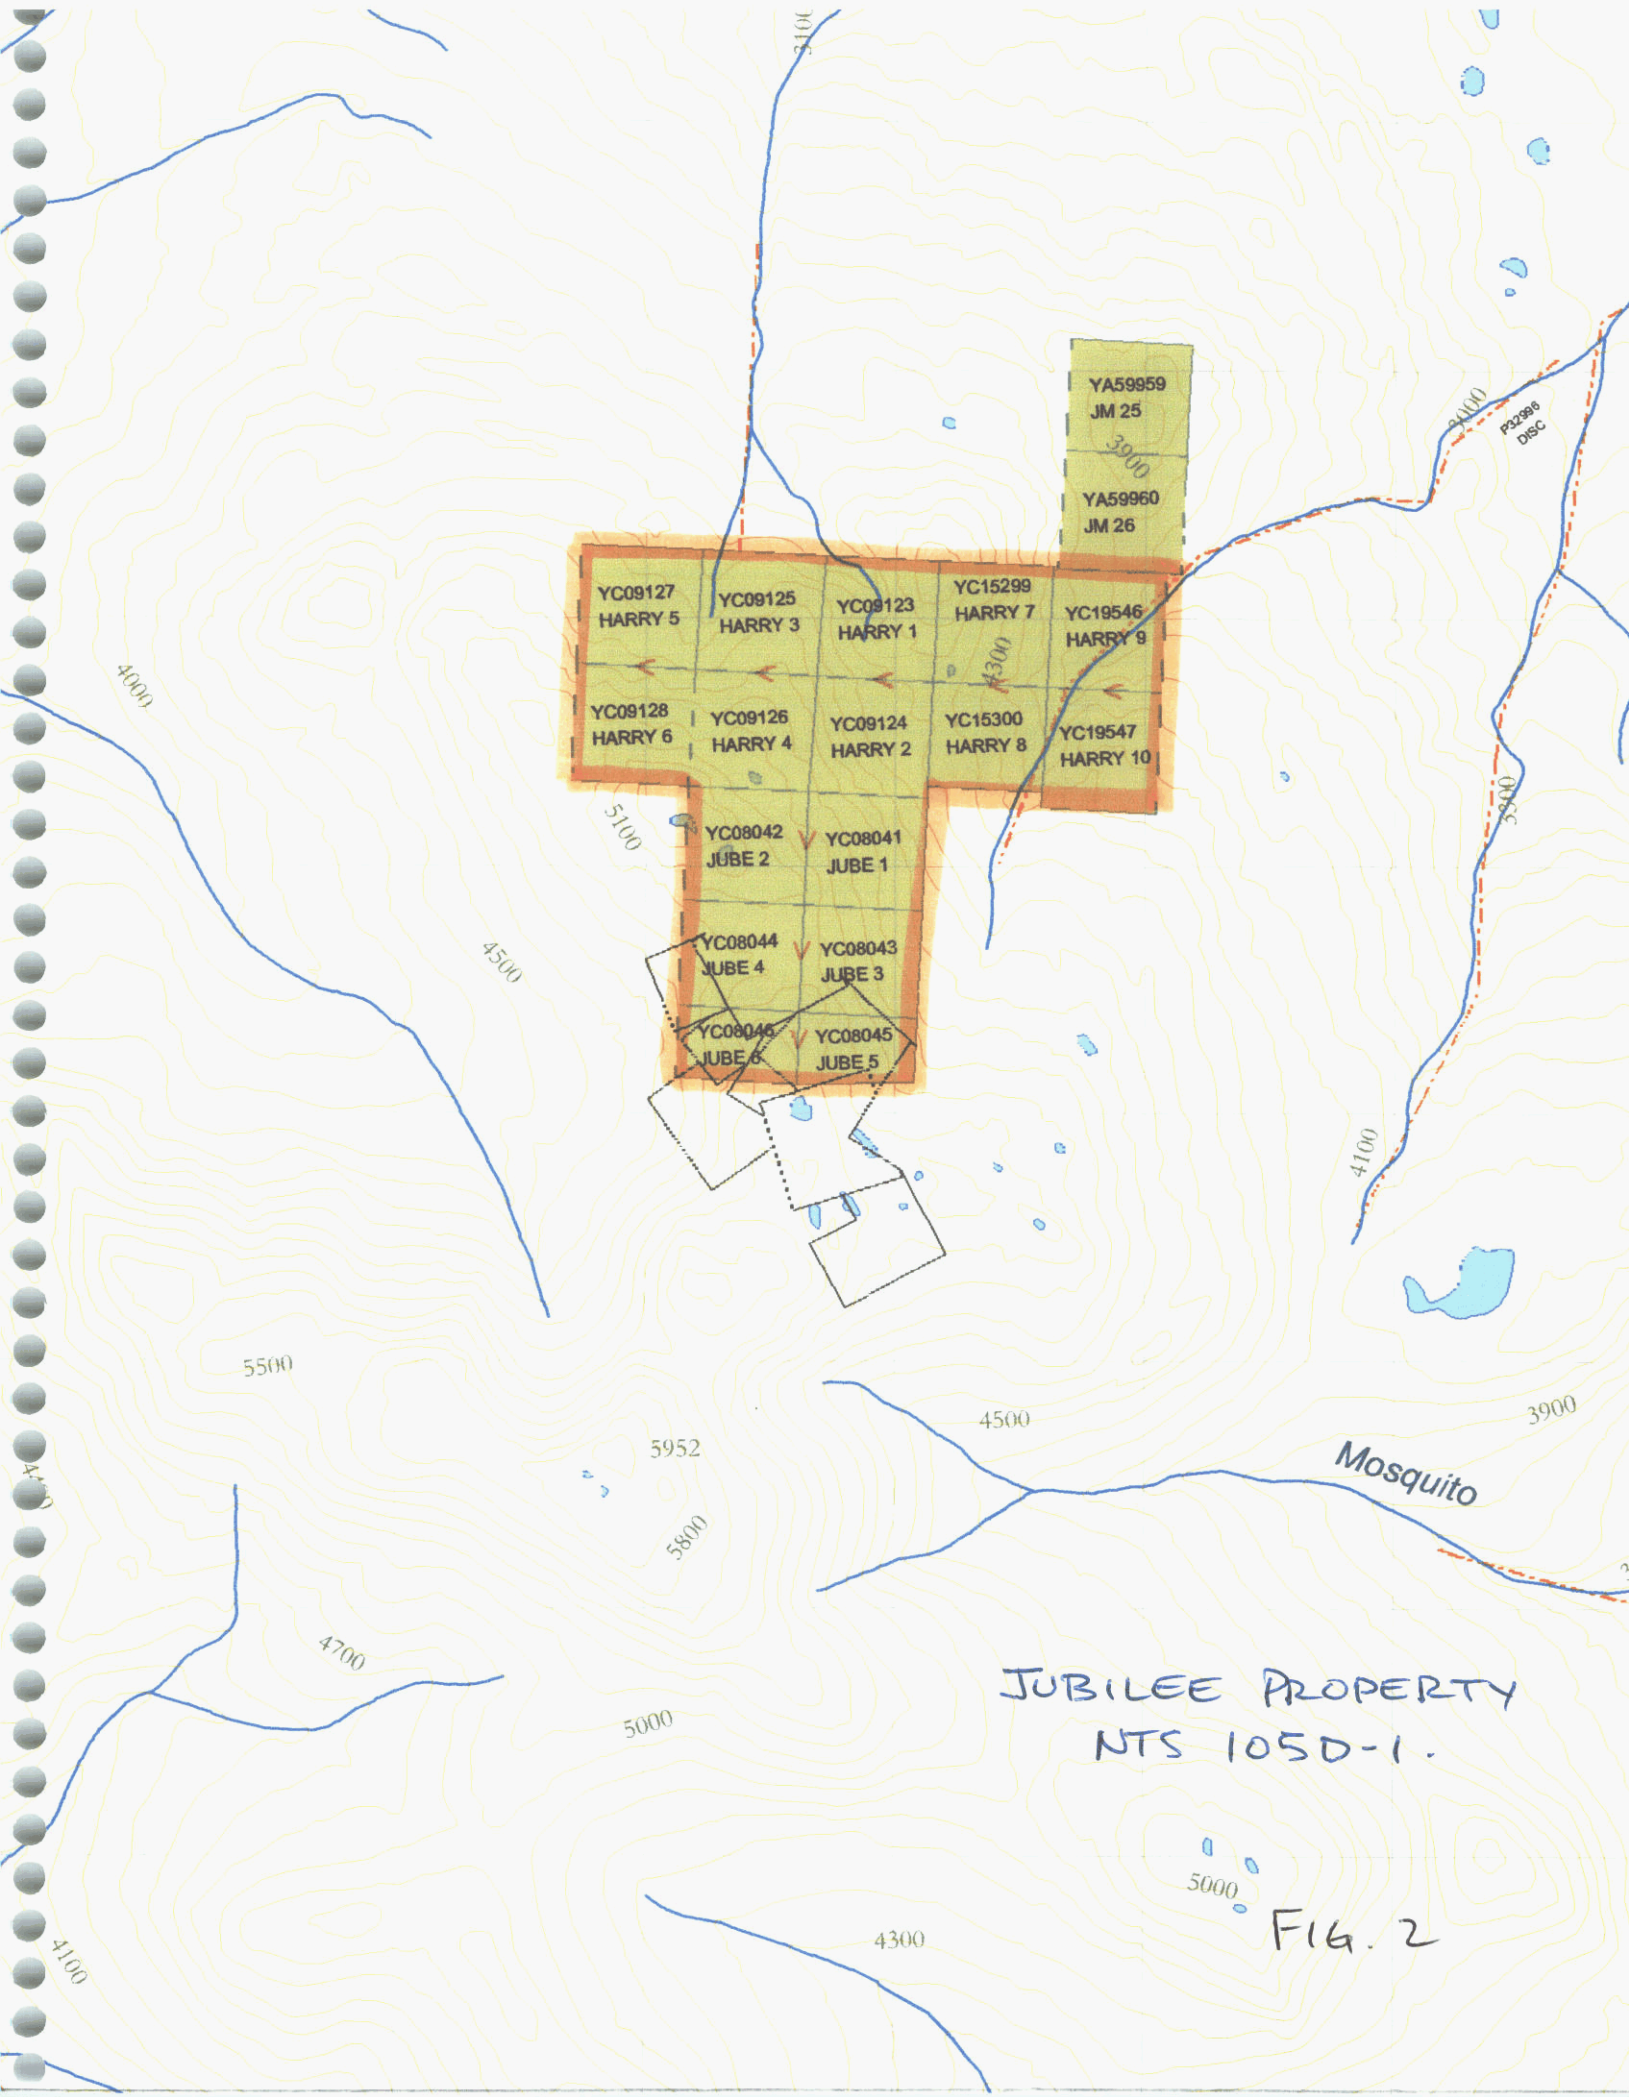 3100
YA59959
JM 25
3900
YA59960
JM 26
3000
P32996
DISC
YC09127
HARRY 5
YC09125
HARRY 3
YC09123
HARRY 1
YC15299
HARRY 7
YC19546
HARRY 9
4300
4000
YC09128
HARRY 6
YC09126
HARRY 4
YC09124
HARRY 2
YC15300
HARRY 8
YC19547
HARRY 10
5100
YC08042
JUBE 2
YC08041
JUBE 1
4500
YC08044
JUBE 4
YC08043
JUBE 3
YC08046
JUBE 6
YC08045
JUBE 5
4100
5500
4500
3900
5952
Mosquito
5800
4700
5000
JUBILEE PROPERTY
NTS 105D-1.
5000
FIG. 2
4300
4100